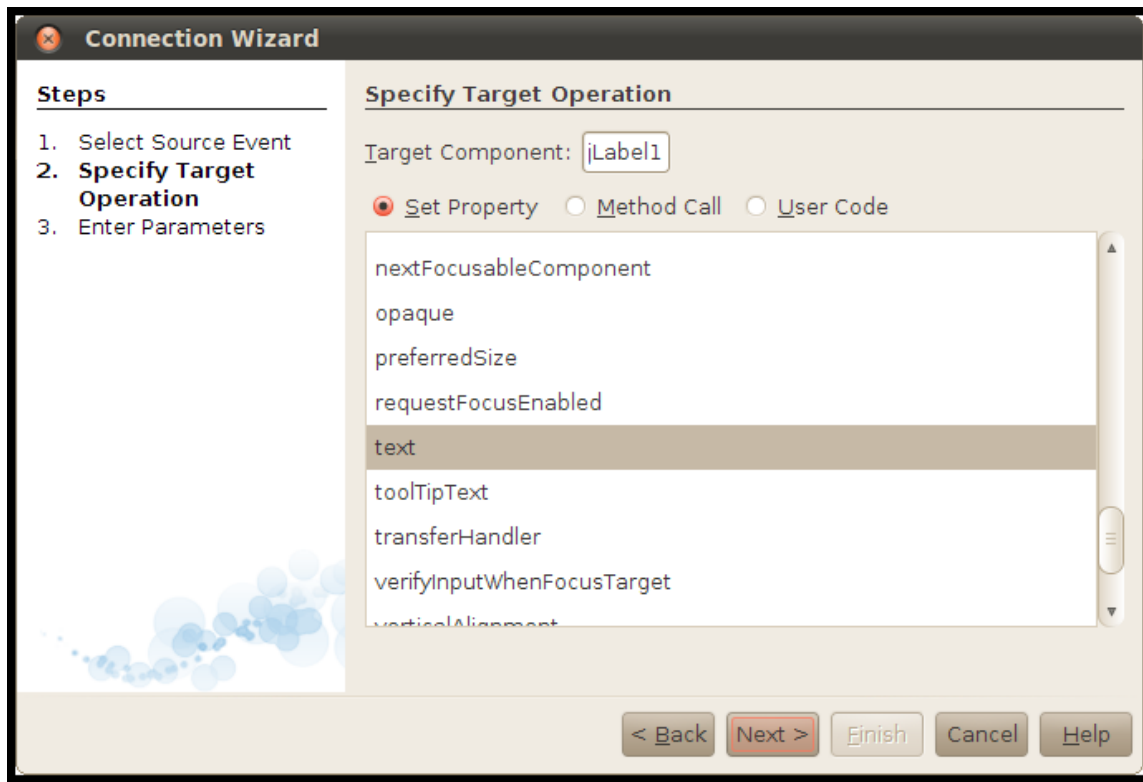 Connection Wizard
Steps
1. Select Source Event
2. Specify Target
Operation
3. Enter Parameters
Specify Target Operation
Target Component: jLabel1
Set Property Method Call User Code
nextFocusableComponent
opaque
preferredSize
requestFocusEnabled
text
toolTipText
transferHandler
verifyInputWhenFocusTarget
verticalAlignment
< Back Next > Finish Cancel Help